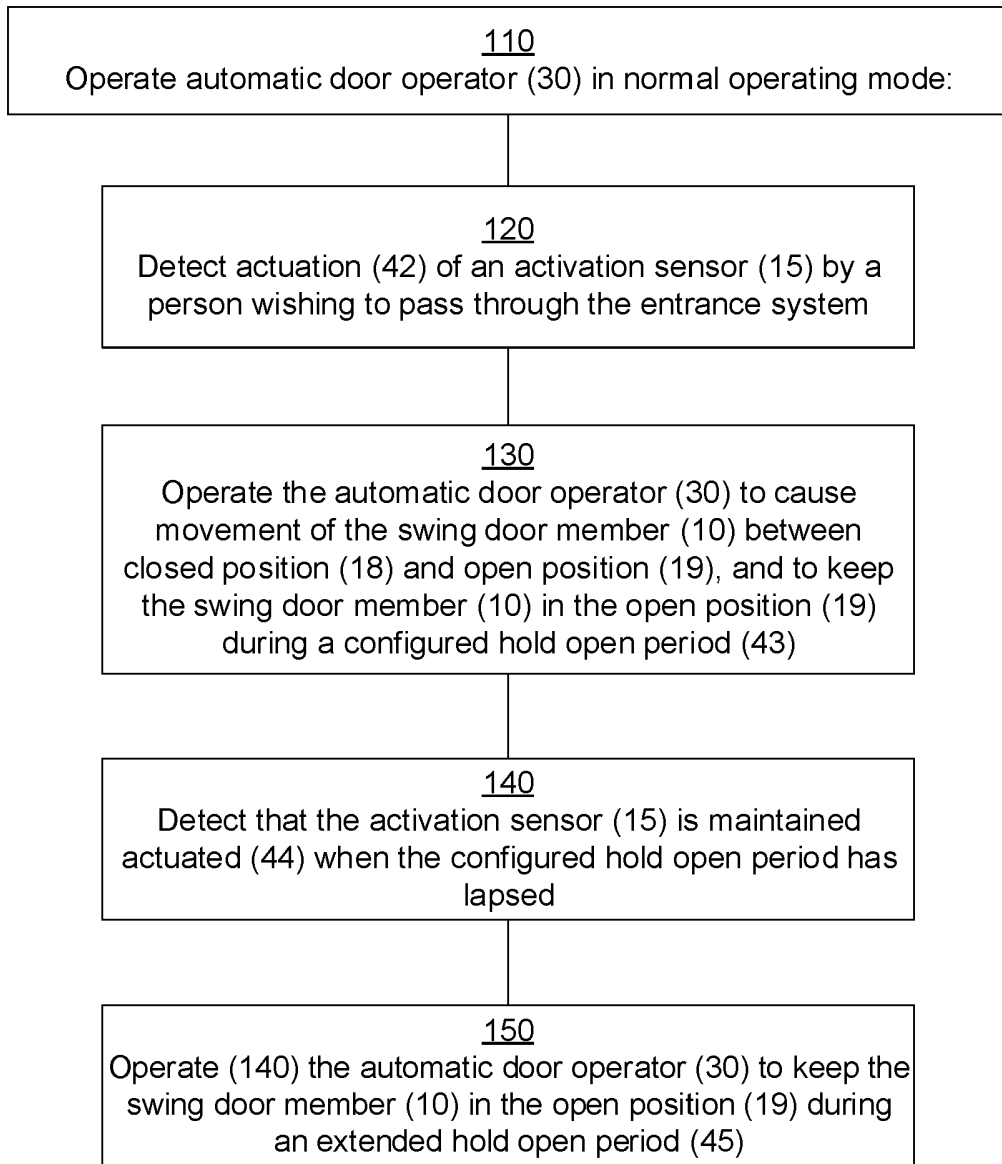 110
Operate automatic door operator (30) in normal operating mode:
120
Detect actuation (42) of an activation sensor (15) by a
person wishing to pass through the entrance system
130
Operate the automatic door operator (30) to cause
movement of the swing door member (10) between
closed position (18) and open position (19), and to keep
the swing door member (10) in the open position (19)
during a configured hold open period (43)
140
Detect that the activation sensor (15) is maintained
actuated (44) when the configured hold open period has
lapsed
150
Operate (140) the automatic door operator (30) to keep the
swing door member (10) in the open position (19) during
an extended hold open period (45)